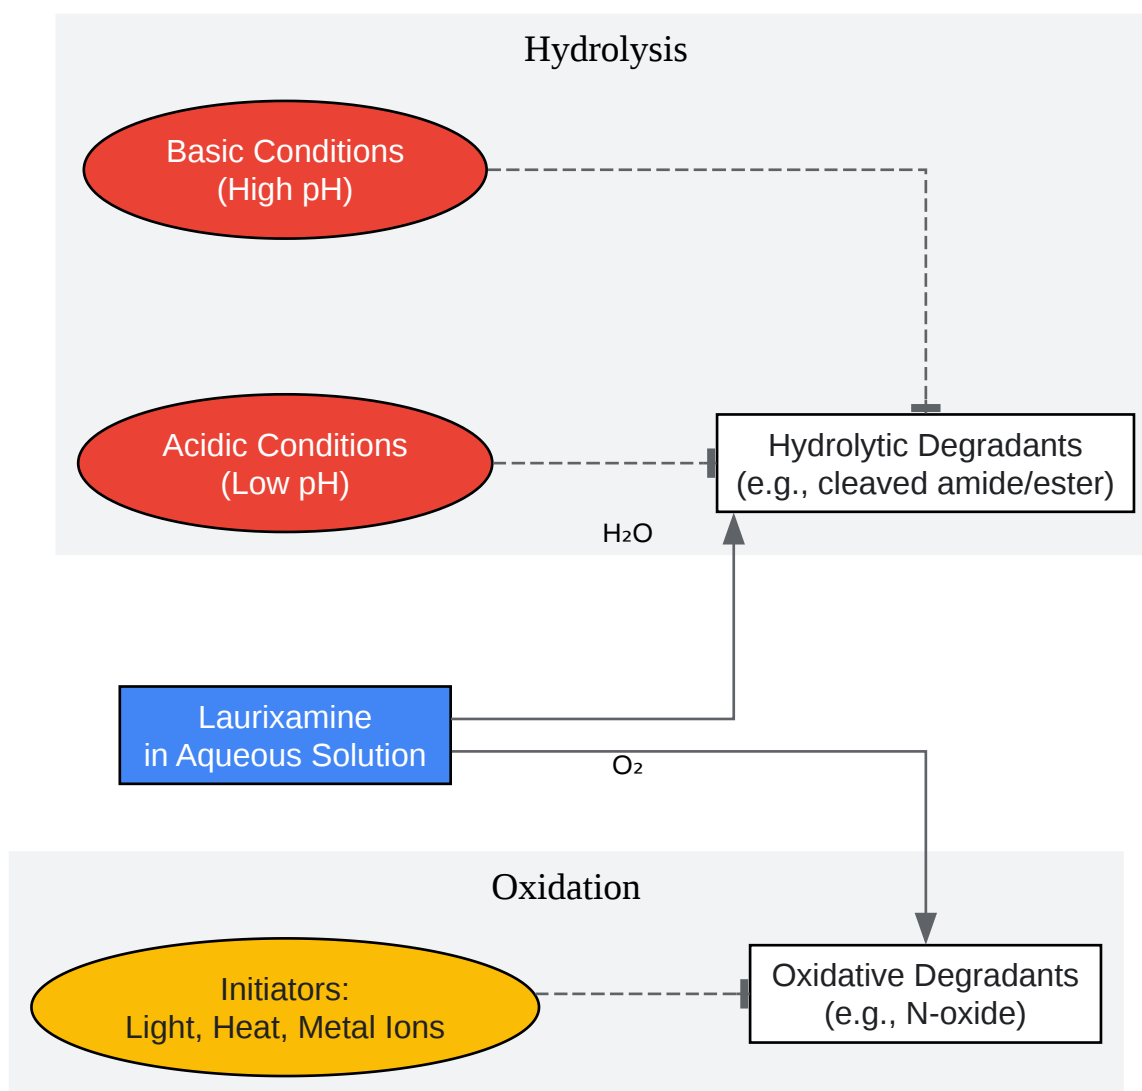 Hydrolysis
Basic Conditions
(High pH)
Acidic Conditions
(Low pH)
Hydrolytic Degradants
(e.g., cleaved amide/ester)
H₂O
Laurixamine
in Aqueous Solution
O₂
Oxidation
Initiators:
Light, Heat, Metal Ions
Oxidative Degradants
(e.g., N-oxide)